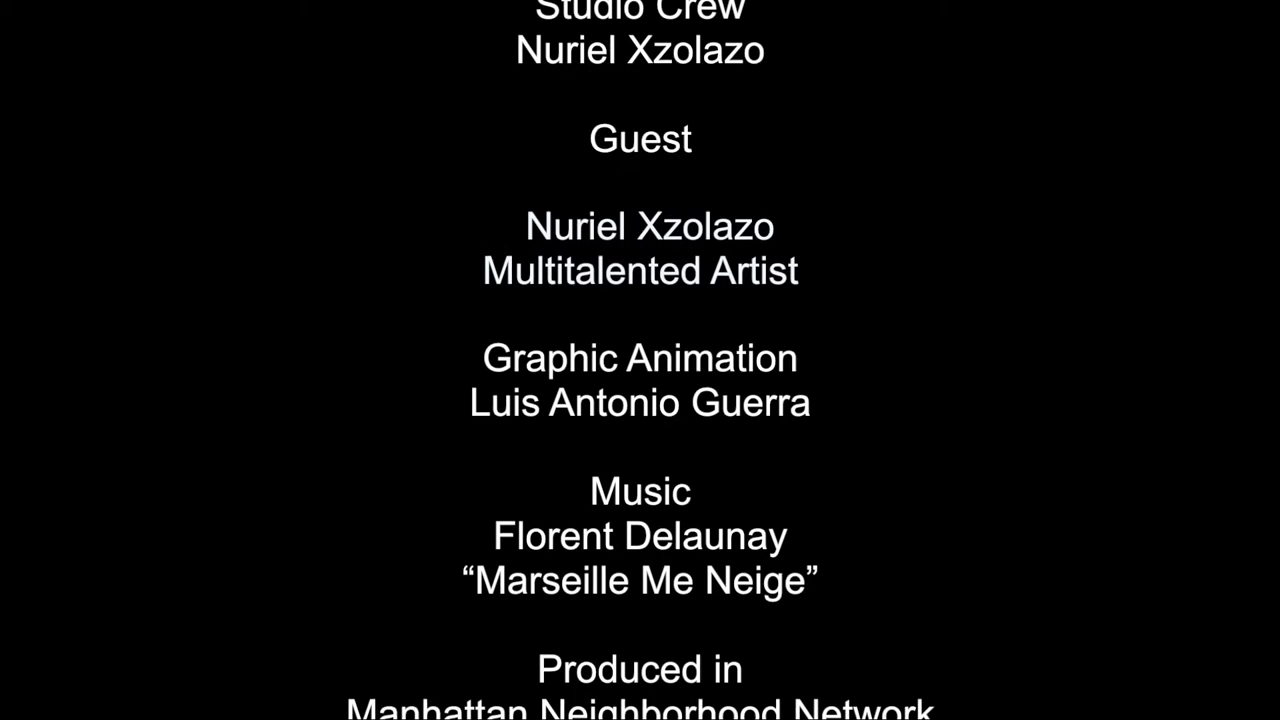 Studio Crew
Nuriel Xzolazo
Guest
Nuriel Xzolazo
Multitalented Artist
Graphic Animation
Luis Antonio Guerra
Music
Florent Delaunay
“Marseille Me Neige”
Produced in
Manhattan Neighborhood Network